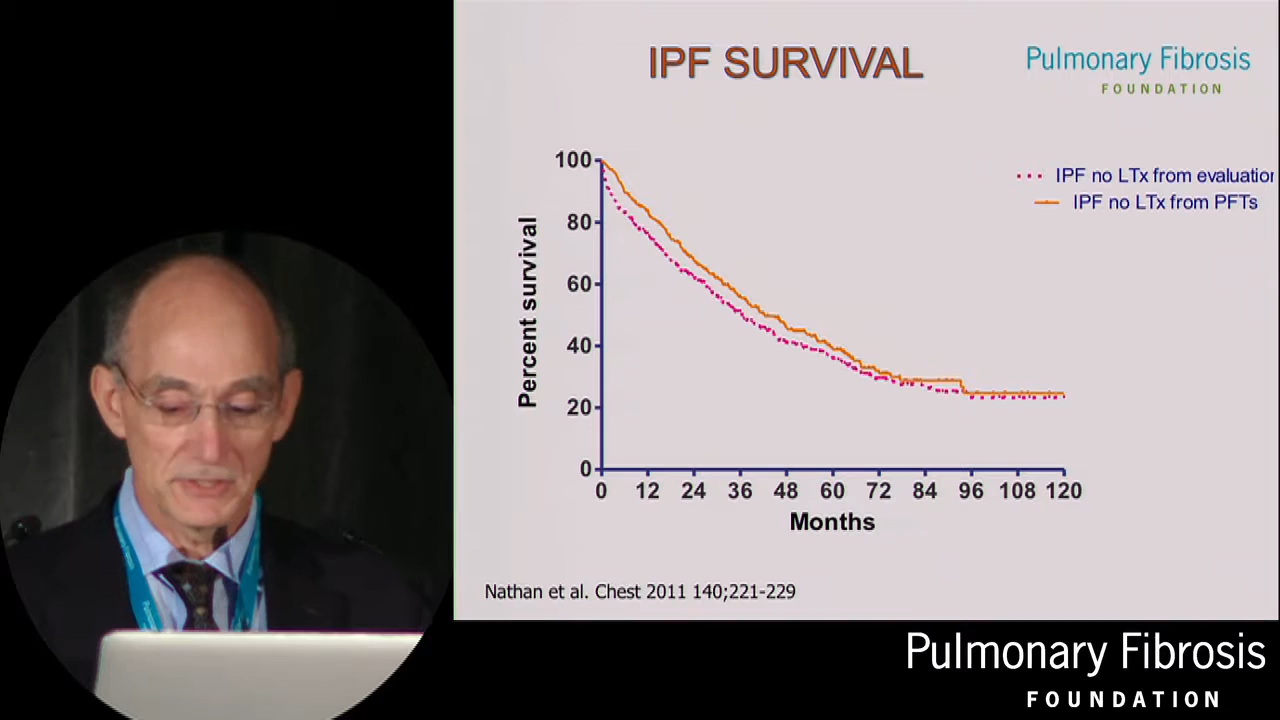 IPF SURVIVAL
Pulmonary Fibrosis
FOUNDATION
100
80
60
40
20
0
Percent survival
0 12 24 36 48 60 72 84 96 108 120
Months
IPF no LTx from evaluation
IPF no LTx from PFTs
Nathan et al. Chest 2011 140;221-229
Pulmonary Fibrosis
FOUNDATION